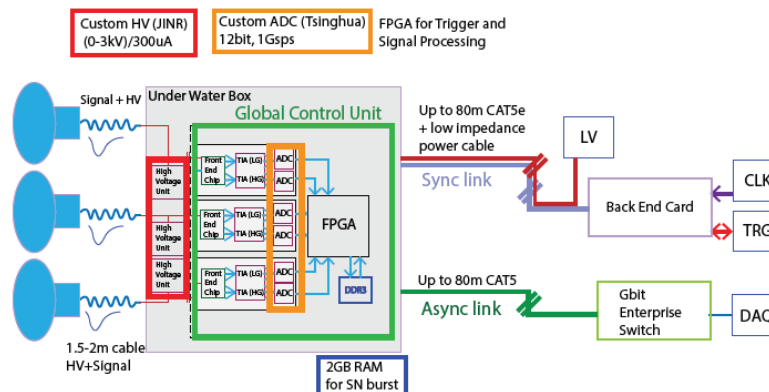 Custom HV (JINR)
(0-3kV)/300uA
Custom ADC (Tsinghua)
12bit, 1Gsps
FPGA for Trigger and
Signal Processing
Signal + HV
Under Water Box
Global Control Unit
Up to 80m CAT5e
+ low impedance
power cable
LV
Sync link
CLK
Back End Card
TRG
High
Voltage
Unit
Front
End
Chip
TIA (LG)
TIA (HG)
ADC
ADC
High
Voltage
Unit
Front
End
Chip
TIA (LG)
TIA (HG)
ADC
ADC
FPGA
High
Voltage
Unit
Front
End
Chip
TIA (LG)
TIA (HG)
ADC
ADC
DDR3
Up to 80m CAT5
Async link
Gbit
Enterprise
Switch
DAQ
1.5-2m cable
HV+Signal
2GB RAM
for SN burst